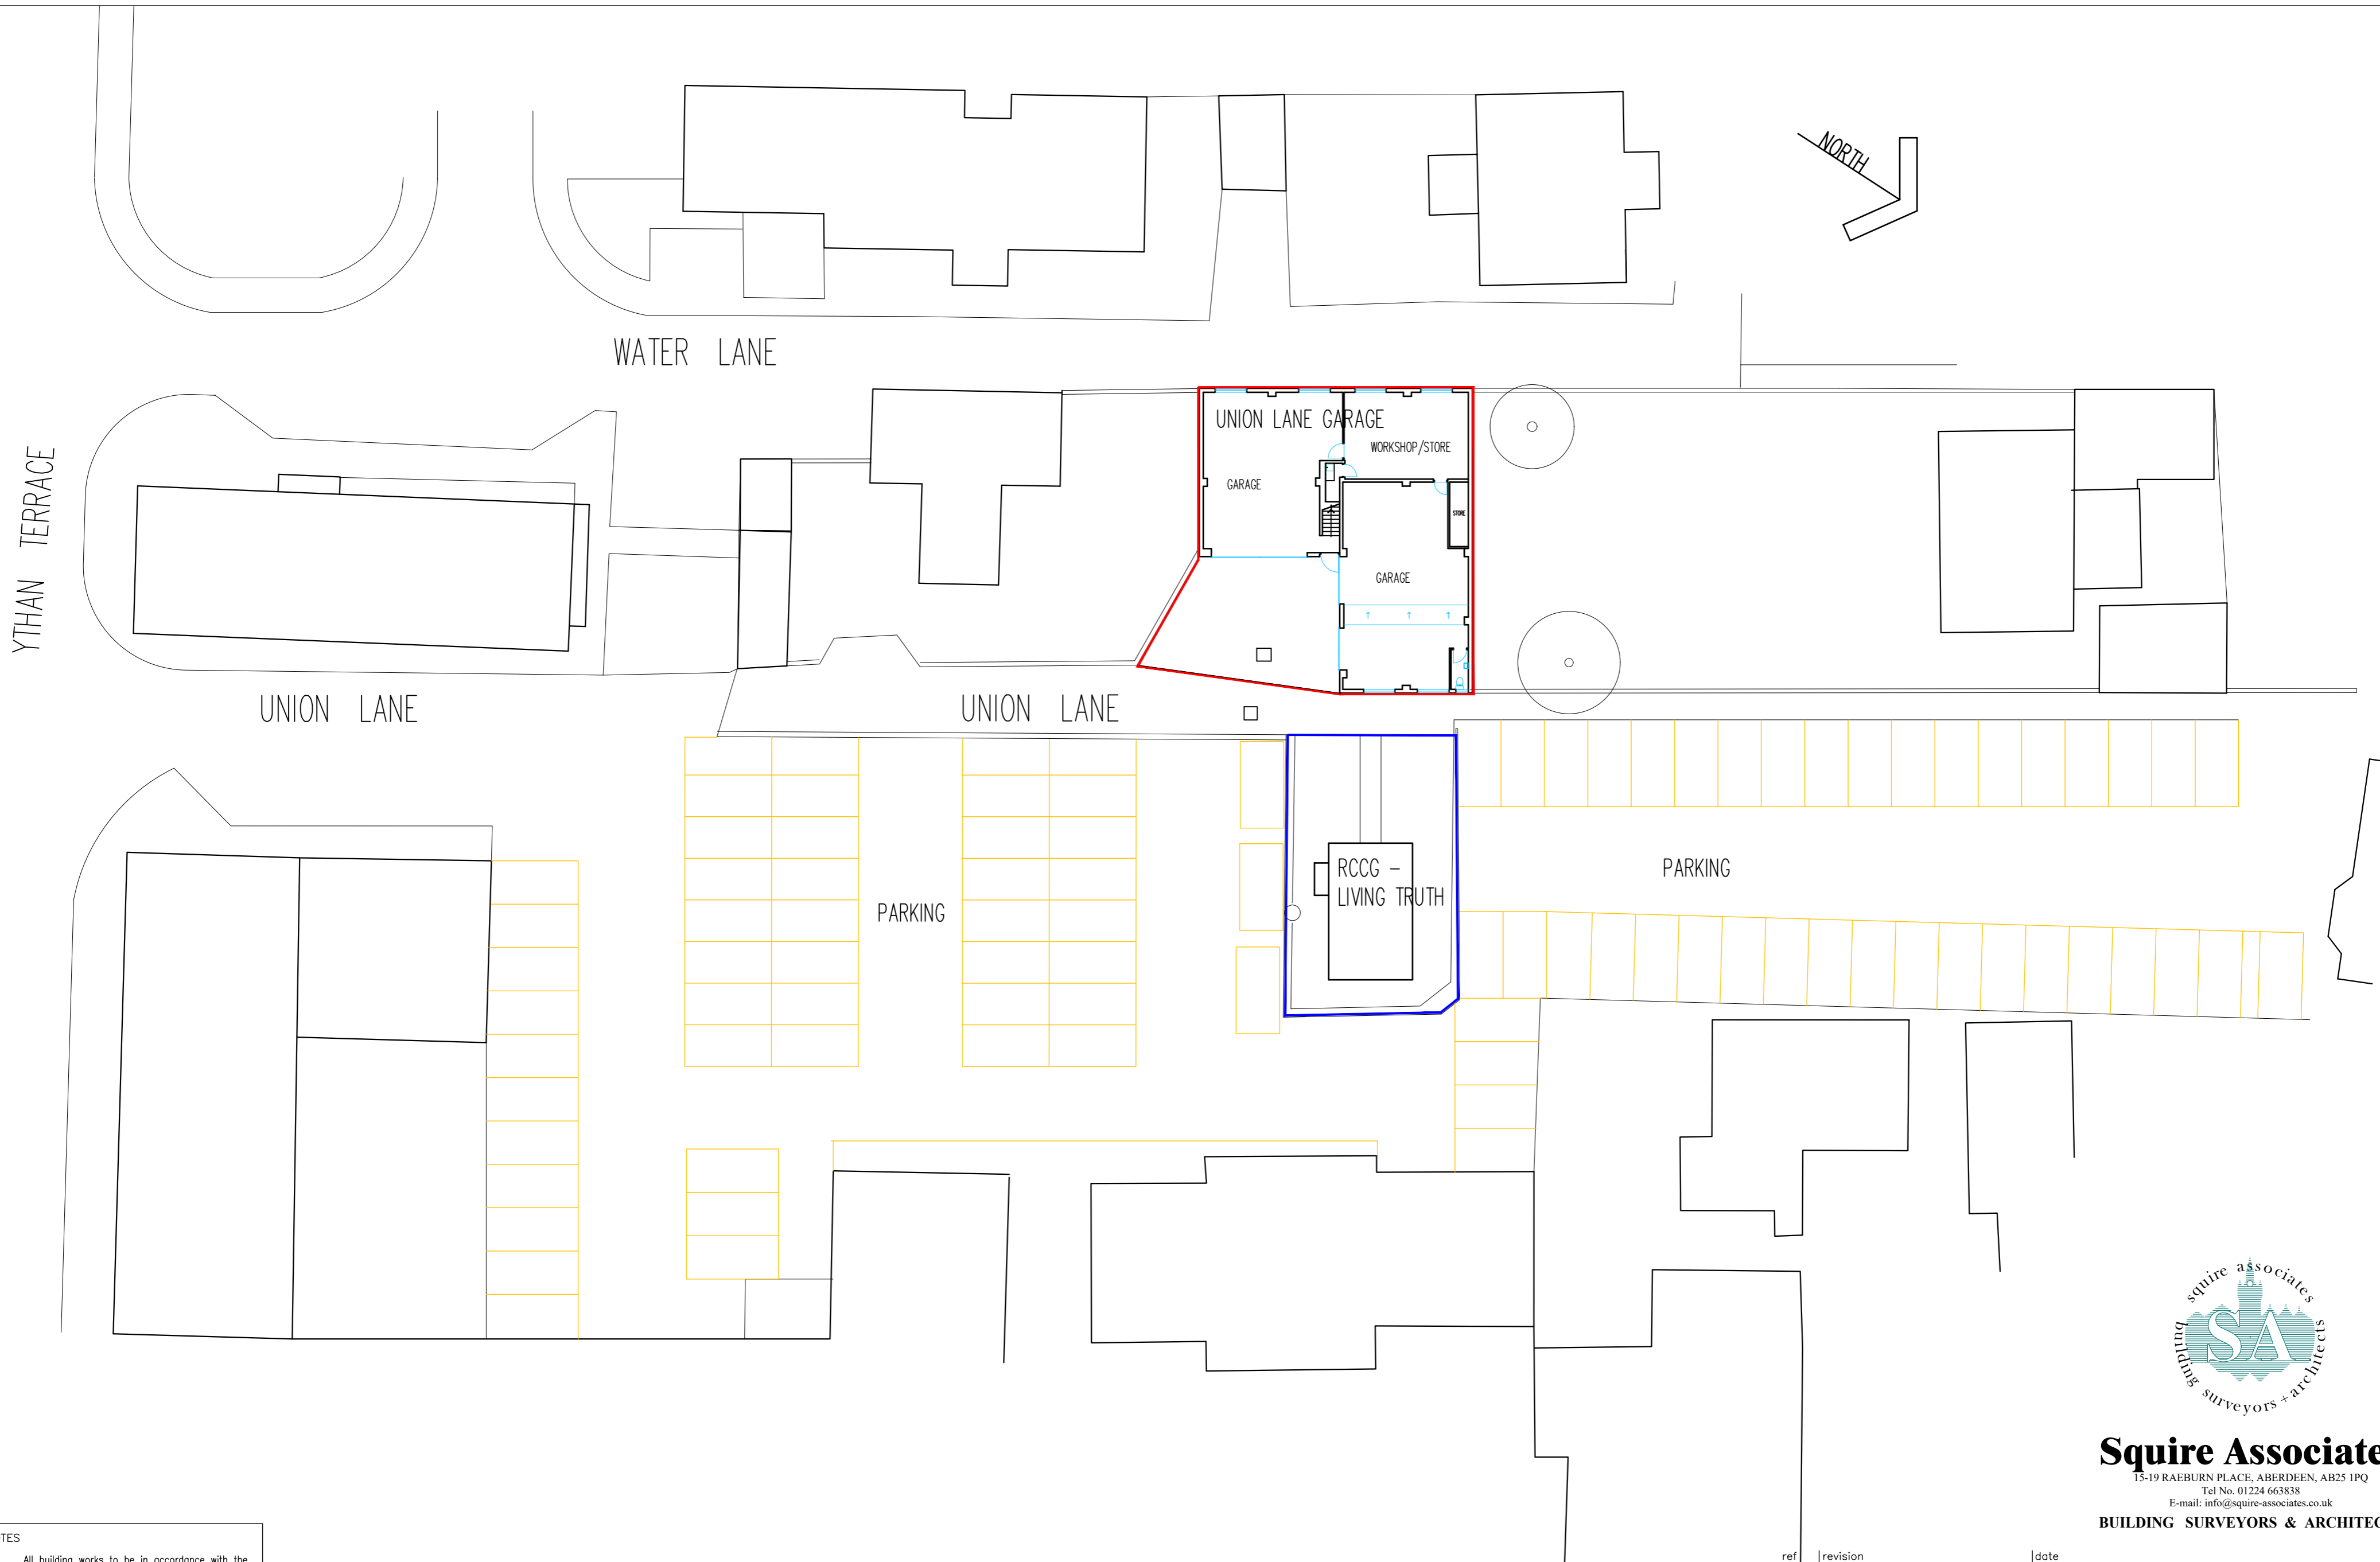 NORTH
WATER LANE
UNION LANE GARAGE
WORKSHOP/STORE
GARAGE
STORE
YTHAN TERRACE
GARAGE
UNION LANE
UNION LANE
RCCG -
LIVING TRUTH
PARKING
PARKING
squire associates
SA
building surveyors + architects
Squire Associate
15-19 RAEBURN PLACE, ABERDEEN, AB25 1PQ
Tel No. 01224 663838
E-mail: info@squire-associates.co.uk
BUILDING SURVEYORS & ARCHITEC
TES
All building works to be in accordance with the
ref revision date